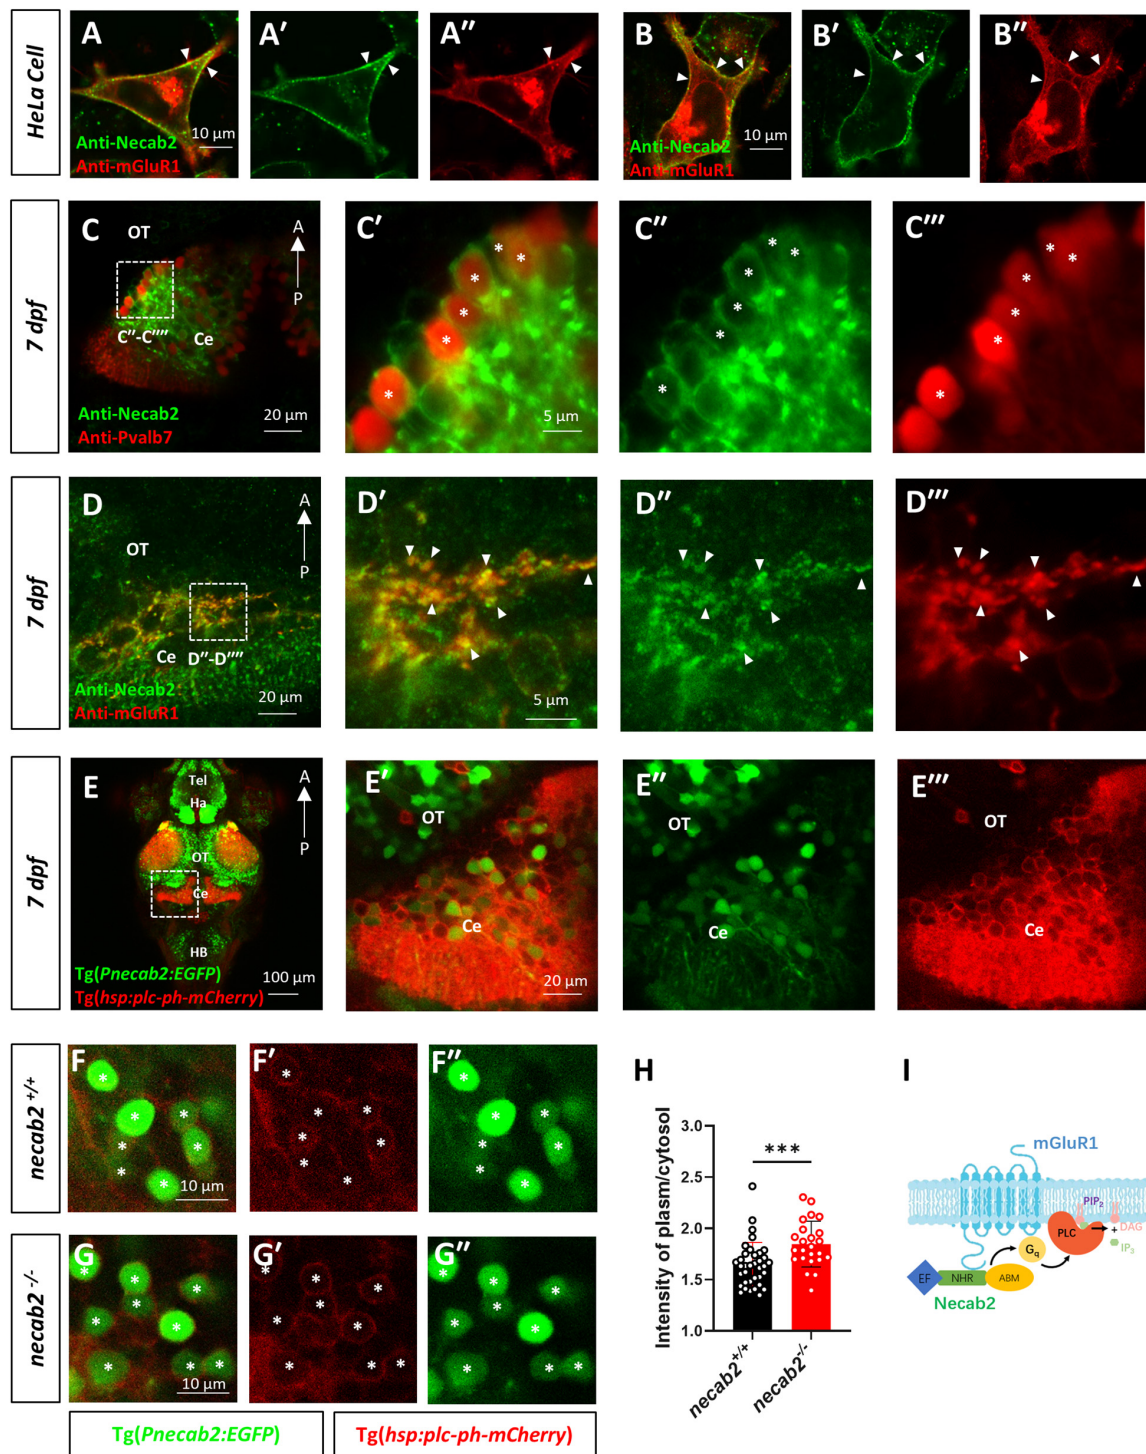 HeLa Cell
A
Anti-Necab2
Anti-mGluR1
10 µm
A′
A″
B
Anti-Necab2
Anti-mGluR1
10 µm
B′
B″
7 dpf
C
OT
A
P
C″-C⁗
Ce
Anti-Necab2
Anti-Pvalb7
20 µm
C′
* * * * * *
5 µm
C″
* * * * * *
C‴
* * * * * *
7 dpf
D
OT
A
P
Ce
D″-D⁗
Anti-Necab2
Anti-mGluR1
20 µm
D′
5 µm
D″
D‴
7 dpf
E
Tel
Ha
OT
Ce
HB
A
P
100 µm
Tg(Pnecab2:EGFP)
Tg(hsp:plc-ph-mCherry)
E′
OT
Ce
20 µm
E″
OT
Ce
E‴
OT
Ce
necab2 +/+
F
10 µm
F′
F″
necab2 -/-
G
10 µm
G′
G″
Tg(Pnecab2:EGFP)
Tg(hsp:plc-ph-mCherry)
H
Intensity of plasm/cytosol
3.0
2.5
2.0
1.5
1.0
***
necab2+/+
necab2-/-
I
mGluR1
PIP2
PLC
+
DAG
IP3
Gq
EF
NHR
ABM
Necab2